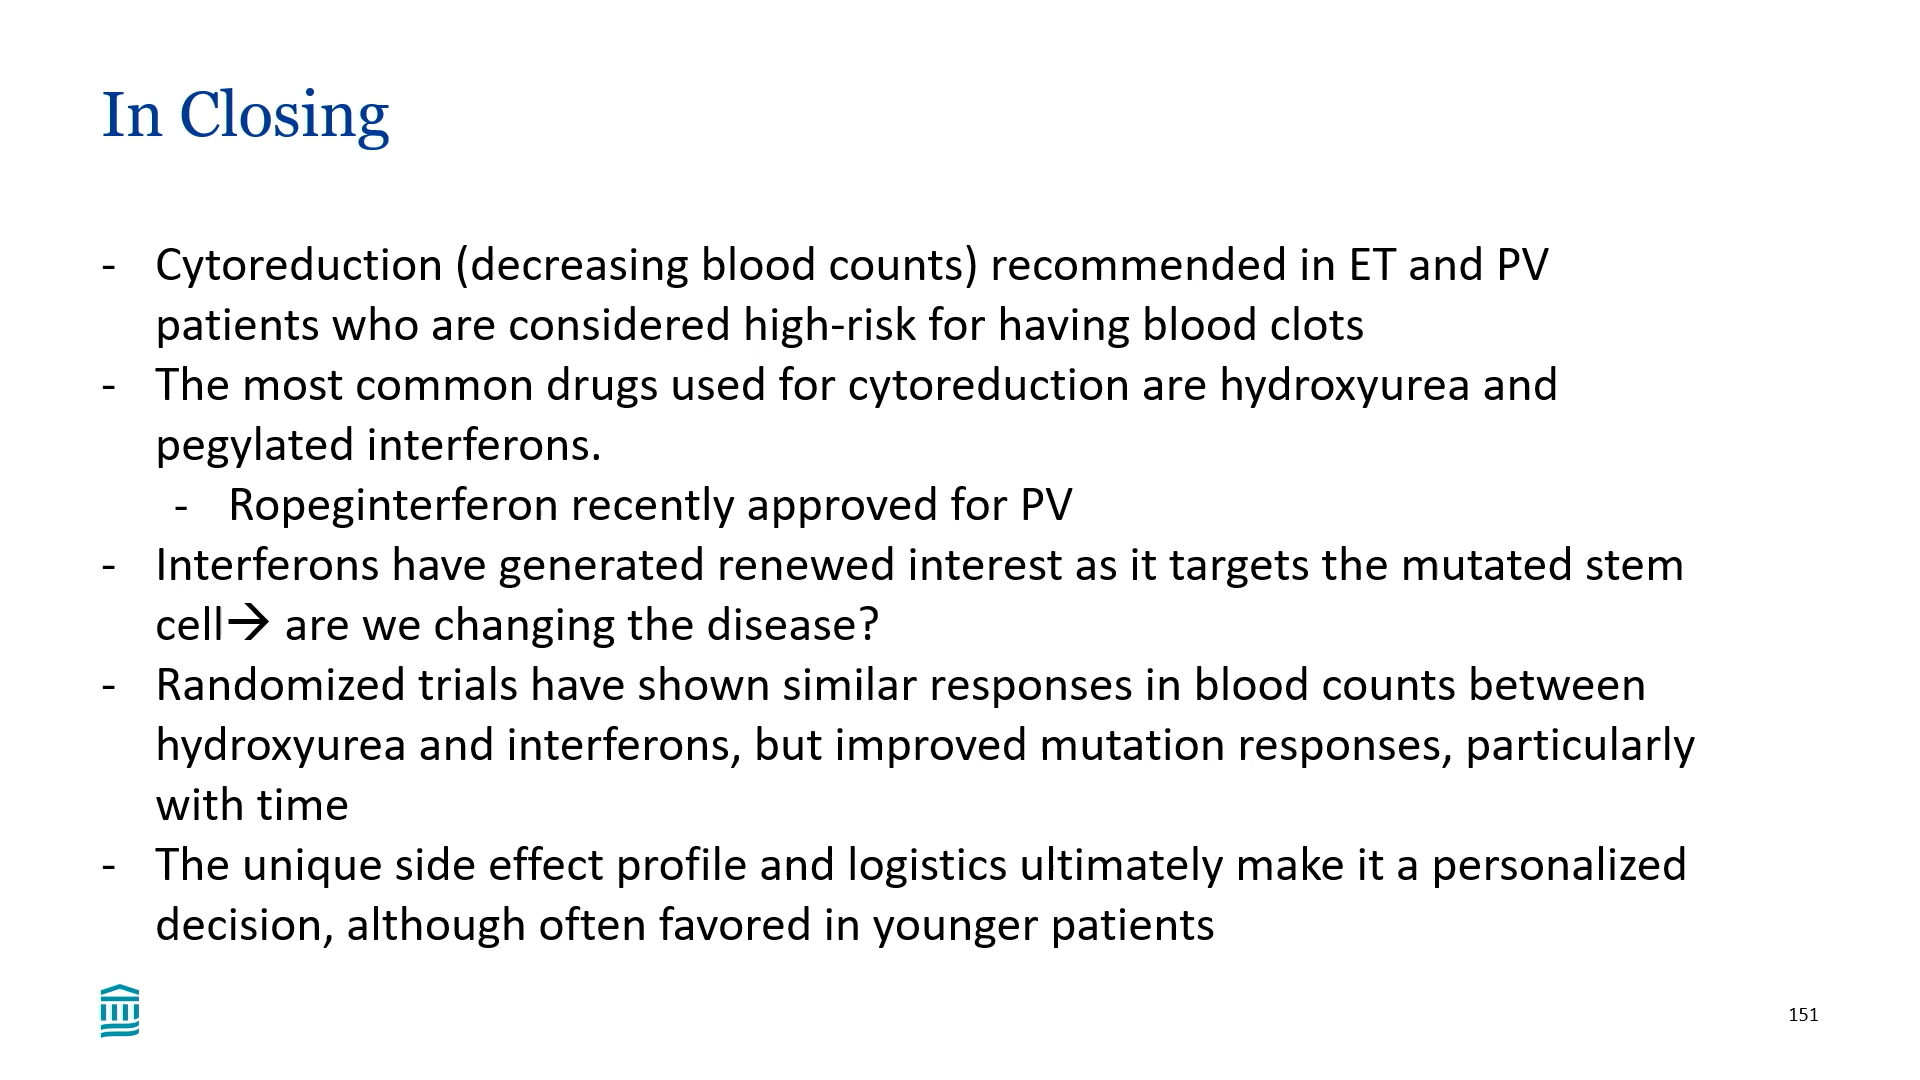 In Closing
- Cytoreduction (decreasing blood counts) recommended in ET and PV
patients who are considered high-risk for having blood clots
- The most common drugs used for cytoreduction are hydroxyurea and
pegylated interferons.
- Ropeginterferon recently approved for PV
- Interferons have generated renewed interest as it targets the mutated stem
cell→ are we changing the disease?
- Randomized trials have shown similar responses in blood counts between
hydroxyurea and interferons, but improved mutation responses, particularly
with time
- The unique side effect profile and logistics ultimately make it a personalized
decision, although often favored in younger patients
151